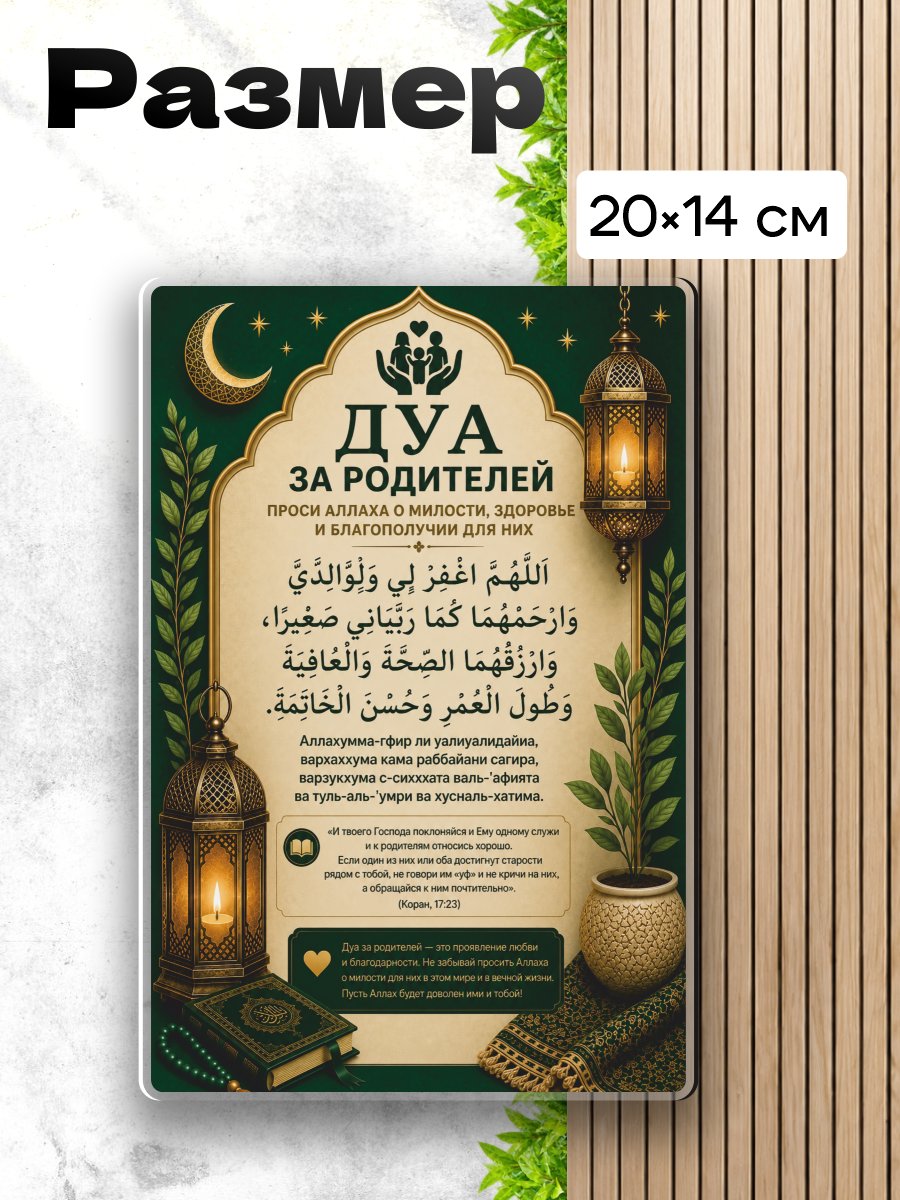 Размер
20×14 см
ДУА
ЗА РОДИТЕЛЕЙ
ПРОСИ АЛЛАХА О МИЛОСТИ, ЗДОРОВЬЕ
И БЛАГОПОЛУЧИИ ДЛЯ НИХ
اَللَّهُمَّ اغْفِرْ لِي وَلِوَالِدَيَّ
وَارْحَمْهُمَا كَمَا رَبَّيَانِي صَغِيرًا،
وَارْزُقْهُمَا الصِّحَّةَ وَالْعَافِيَةَ
وَطُولَ الْعُمْرِ وَحُسْنَ الْخَاتِمَةِ.
Аллахумма-гфир ли уалиуалидайиа,
вархаххума кама раббайани сагира,
варзукхума с-сихххата валь-'афията
ва туль-аль-'умри ва хусналь-хатима.
«И твоего Господа поклоняйся и Ему одному служи
и к родителям относись хорошо.
Если один из них или оба достигнут старости
рядом с тобой, не говори им «уф» и не кричи на них,
а обращайся к ним почтительно».
(Коран, 17:23)
Дуа за родителей — это проявление любви
и благодарности. Не забывай просить Аллаха
о милости для них в этом мире и в вечной жизни.
Пусть Аллах будет доволен ими и тобой!